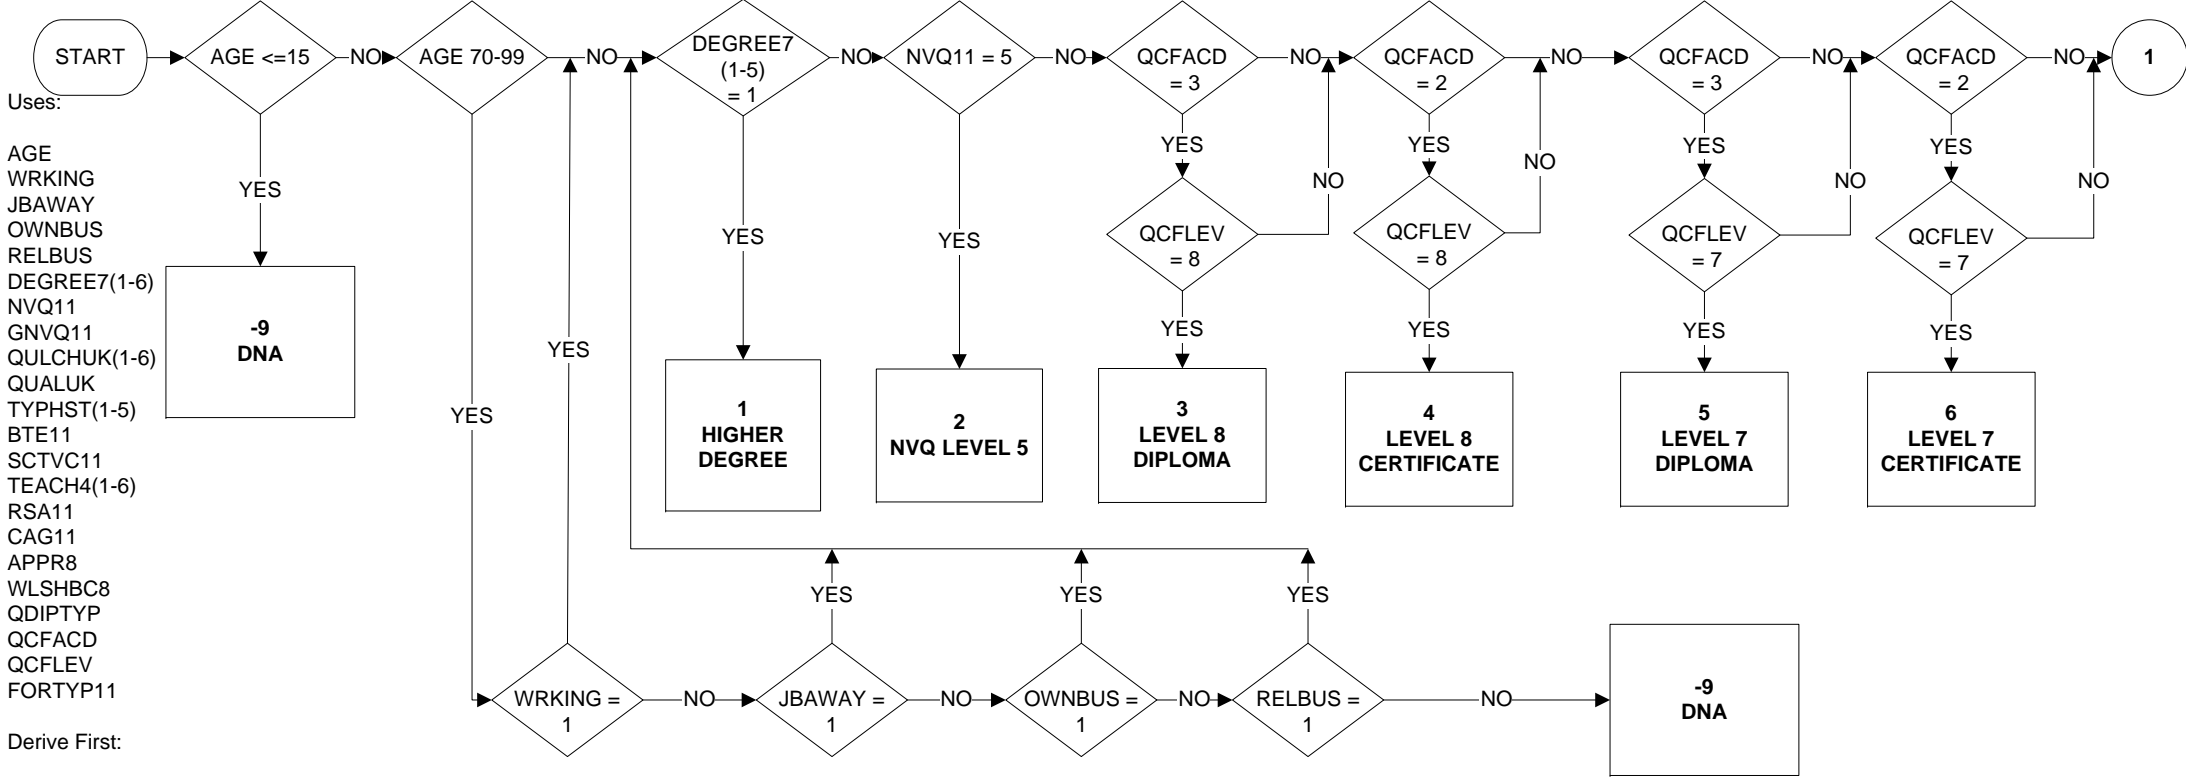 START
AGE <=15
NO
AGE 70-99
NO
DEGREE7
(1-5)
= 1
NO
NVQ11 = 5
NO
QCFACD
= 3
NO
QCFACD
= 2
NO
QCFACD
= 3
NO
QCFACD
= 2
NO
1
Uses:
AGE
WRKING
JBAWAY
OWNBUS
RELBUS
DEGREE7(1-6)
NVQ11
GNVQ11
QULCHUK(1-6)
QUALUK
TYPHST(1-5)
BTE11
SCTVC11
TEACH4(1-6)
RSA11
CAG11
APPR8
WLSHBC8
QDIPTYP
QCFACD
QCFLEV
FORTYP11
Derive First:
YES
-9
DNA
YES
YES
YES
1
HIGHER
DEGREE
YES
2
NVQ LEVEL 5
YES
QCFLEV
= 8
NO
YES
3
LEVEL 8
DIPLOMA
YES
QCFLEV
= 8
NO
YES
4
LEVEL 8
CERTIFICATE
YES
QCFLEV
= 7
NO
YES
5
LEVEL 7
DIPLOMA
YES
QCFLEV
= 7
NO
YES
6
LEVEL 7
CERTIFICATE
YES
YES
YES
WRKING =
1
NO
JBAWAY =
1
NO
OWNBUS =
1
NO
RELBUS =
1
NO
-9
DNA